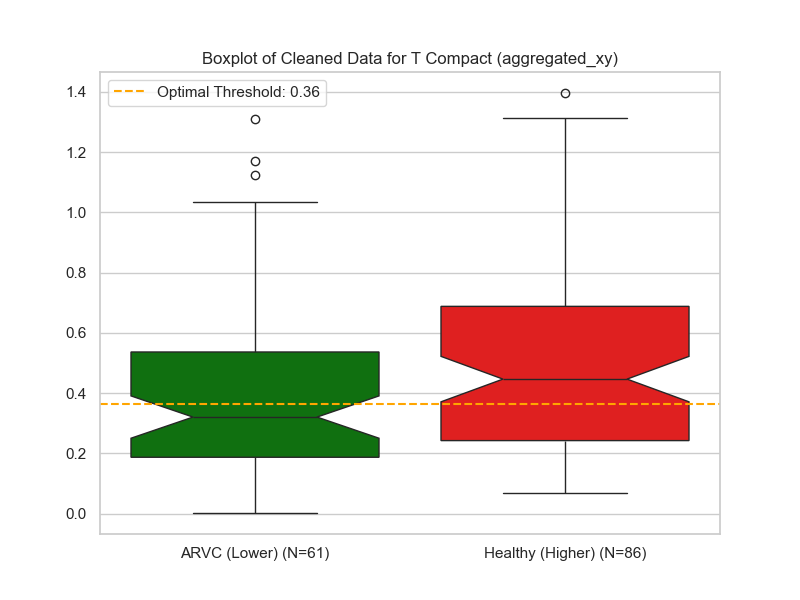 Boxplot of Cleaned Data for T Compact (aggregated_xy)
Optimal Threshold: 0.36
1.4
1.2
1.0
0.8
0.6
0.4
0.2
0.0
ARVC (Lower) (N=61)
Healthy (Higher) (N=86)